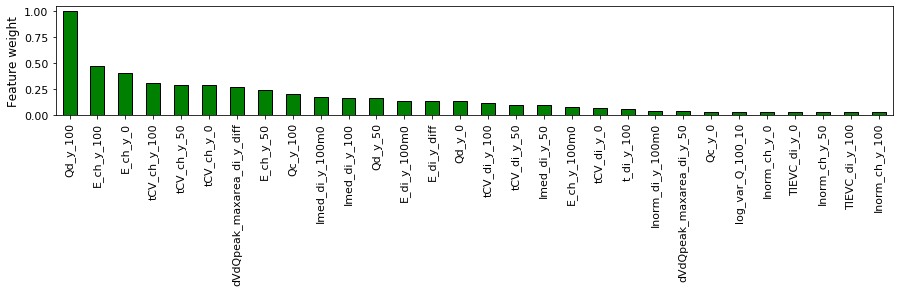 Feature weight
1.00
0.75
0.50
0.25
0.00
Qd_y_100
E_ch_y_100
E_ch_y_0
tCV_ch_y_100
tCV_ch_y_50
tCV_ch_y_0
dVdQpeak_maxarea_di_y_diff
E_ch_y_50
Qc_y_100
Imed_di_y_100m0
Imed_di_y_100
Qd_y_50
E_di_y_100m0
E_di_y_diff
Qd_y_0
tCV_di_y_100
tCV_di_y_50
Imed_di_y_50
E_ch_y_100m0
tCV_di_y_0
t_di_y_100
Inorm_di_y_100m0
dVdQpeak_maxarea_di_y_50
Qc_y_0
log_var_Q_100_10
Inorm_ch_y_0
TIEVC_di_y_0
Inorm_ch_y_50
TIEVC_di_y_100
Inorm_ch_y_100